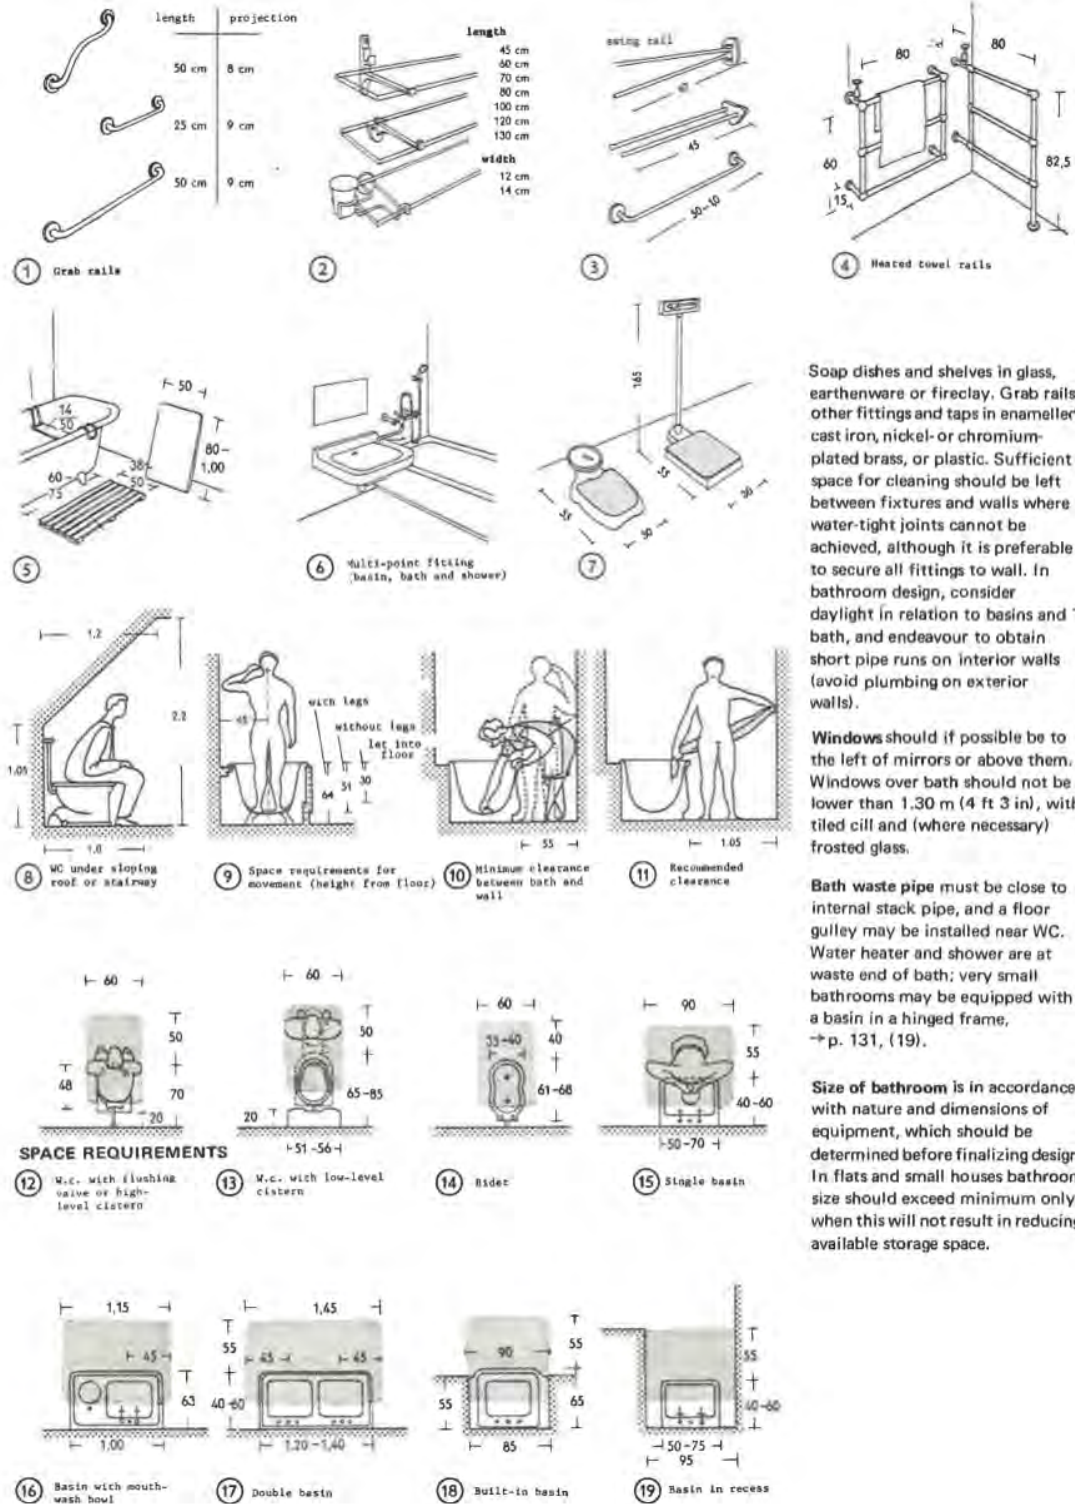 length projection
50 cm 8 cm
25 cm 9 cm
50 cm 9 cm
1 Grab rails
length
45 cm
60 cm
70 cm
80 cm
100 cm
120 cm
130 cm
width
12 cm
14 cm
2
swing rail
45
3
80
80
60
15
82,5
4 Heated towel rails
50
14
50
80-
1,00
38-
50
60-
75
5
6 Multi-point fitting
(basin, bath and shower)
165
55
30
55
30
7
Soap dishes and shelves in glass,
earthenware or fireclay. Grab rails
other fittings and taps in enamelled
cast iron, nickel- or chromium-
plated brass, or plastic. Sufficient
space for cleaning should be left
between fixtures and walls where
water-tight joints cannot be
achieved, although it is preferable
to secure all fittings to wall. In
bathroom design, consider
daylight in relation to basins and
bath, and endeavour to obtain
short pipe runs on interior walls
(avoid plumbing on exterior
walls).
Windows should if possible be to
the left of mirrors or above them.
Windows over bath should not be
lower than 1.30 m (4 ft 3 in), with
tiled cill and (where necessary)
frosted glass.
Bath waste pipe must be close to
internal stack pipe, and a floor
gulley may be installed near WC.
Water heater and shower are at
waste end of bath; very small
bathrooms may be equipped with
a basin in a hinged frame,
→p. 131, (19).
Size of bathroom is in accordance
with nature and dimensions of
equipment, which should be
determined before finalizing design
In flats and small houses bathroom
size should exceed minimum only
when this will not result in reducing
available storage space.
1.2
2.2
1.05
1.0
8 WC under sloping
roof or stairway
45
with legs
without legs
let into
floor
64
51
30
9 Space requirements for
movement (height from floor)
55
10 Minimum clearance
between bath and
wall
1.05
11 Recommended
clearance
60
50
48
70
20
SPACE REQUIREMENTS
12 W.c. with flushing
valve or high-
level cistern
60
50
65-85
20
51-56
13 W.c. with low-level
cistern
60
35-40
40
61-68
14 Bidet
90
55
40-60
50-70
15 Single basin
1,15
45
63
1,00
16 Basin with mouth-
wash bowl
1,45
55
45 45
40-60
1,20-1,40
17 Double basin
55
90
55
65
85
18 Built-in basin
55
40-60
50-75
95
19 Basin in recess